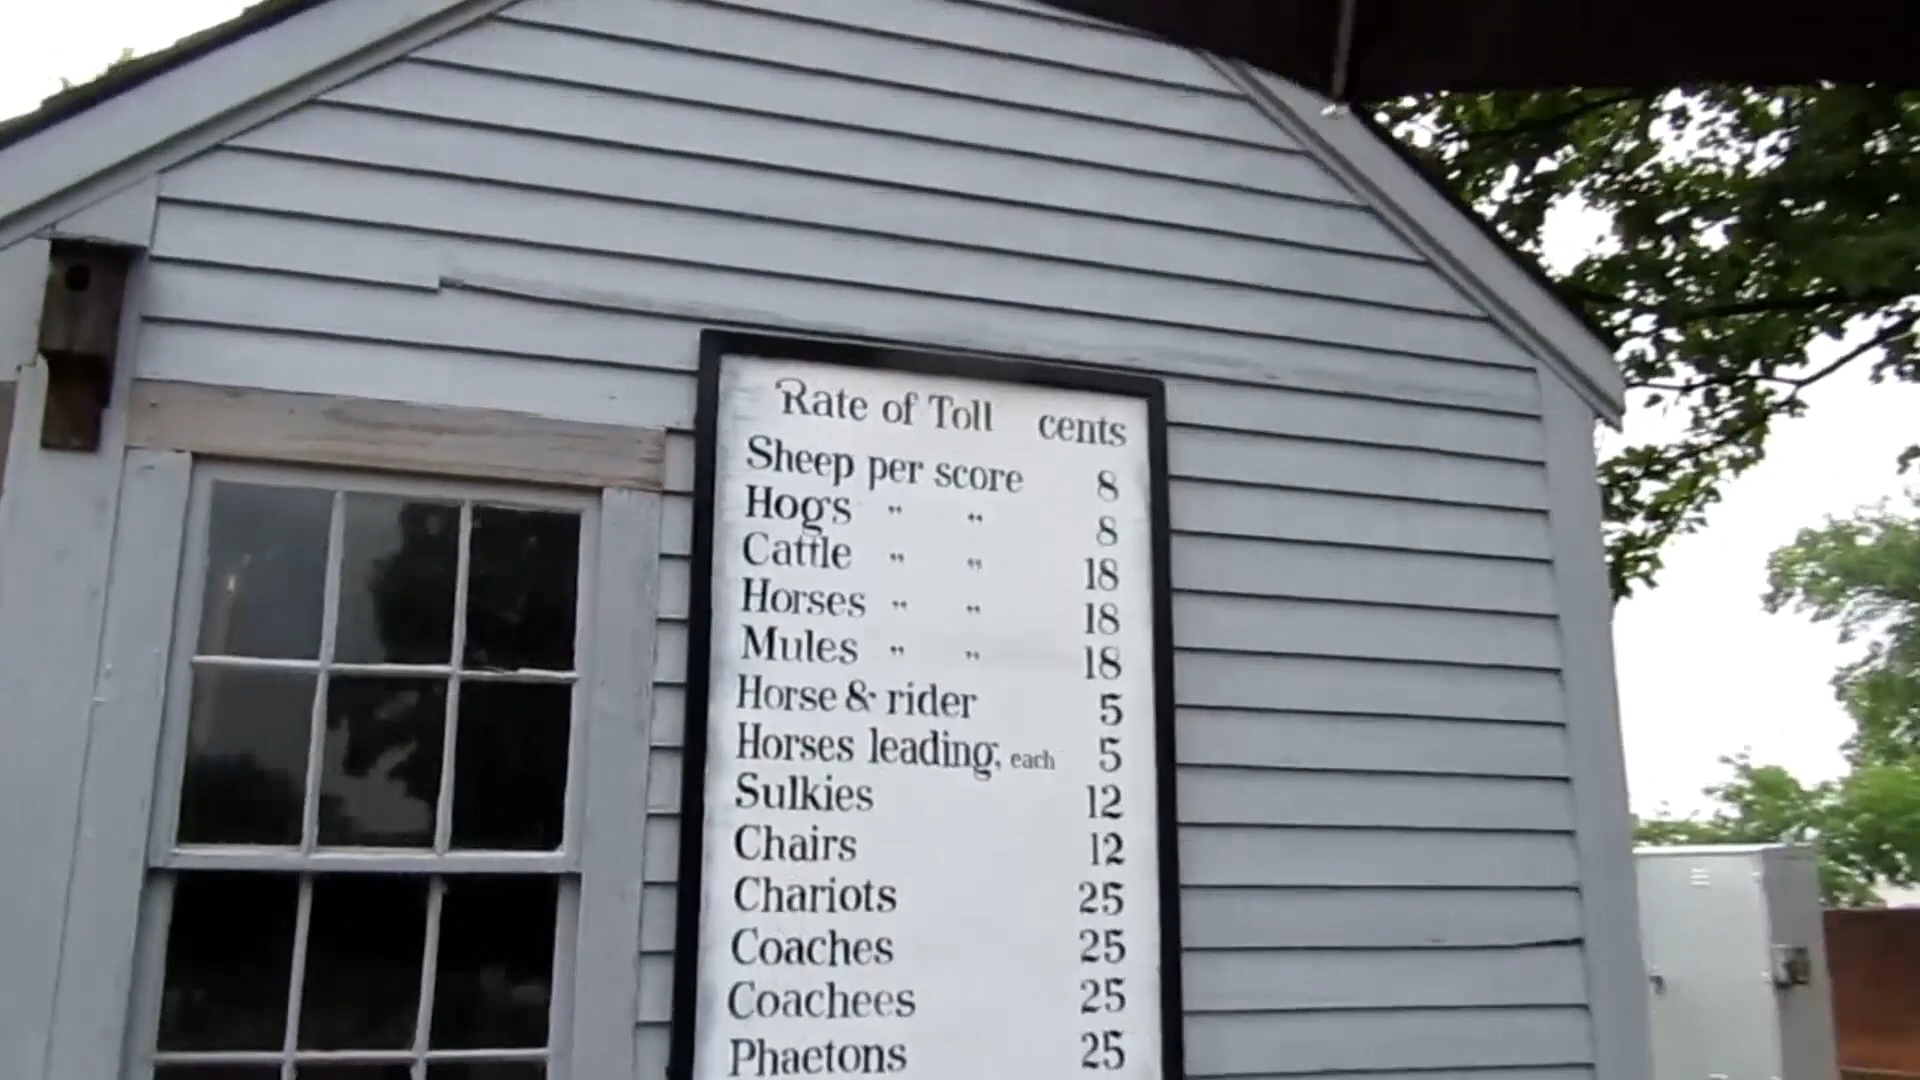 Rate of Toll cents
Sheep per score 8
Hogs " " 8
Cattle " " 18
Horses " " 18
Mules " " 18
Horse & rider 5
Horses leading, each 5
Sulkies 12
Chairs 12
Chariots 25
Coaches 25
Coachees 25
Phaetons 25